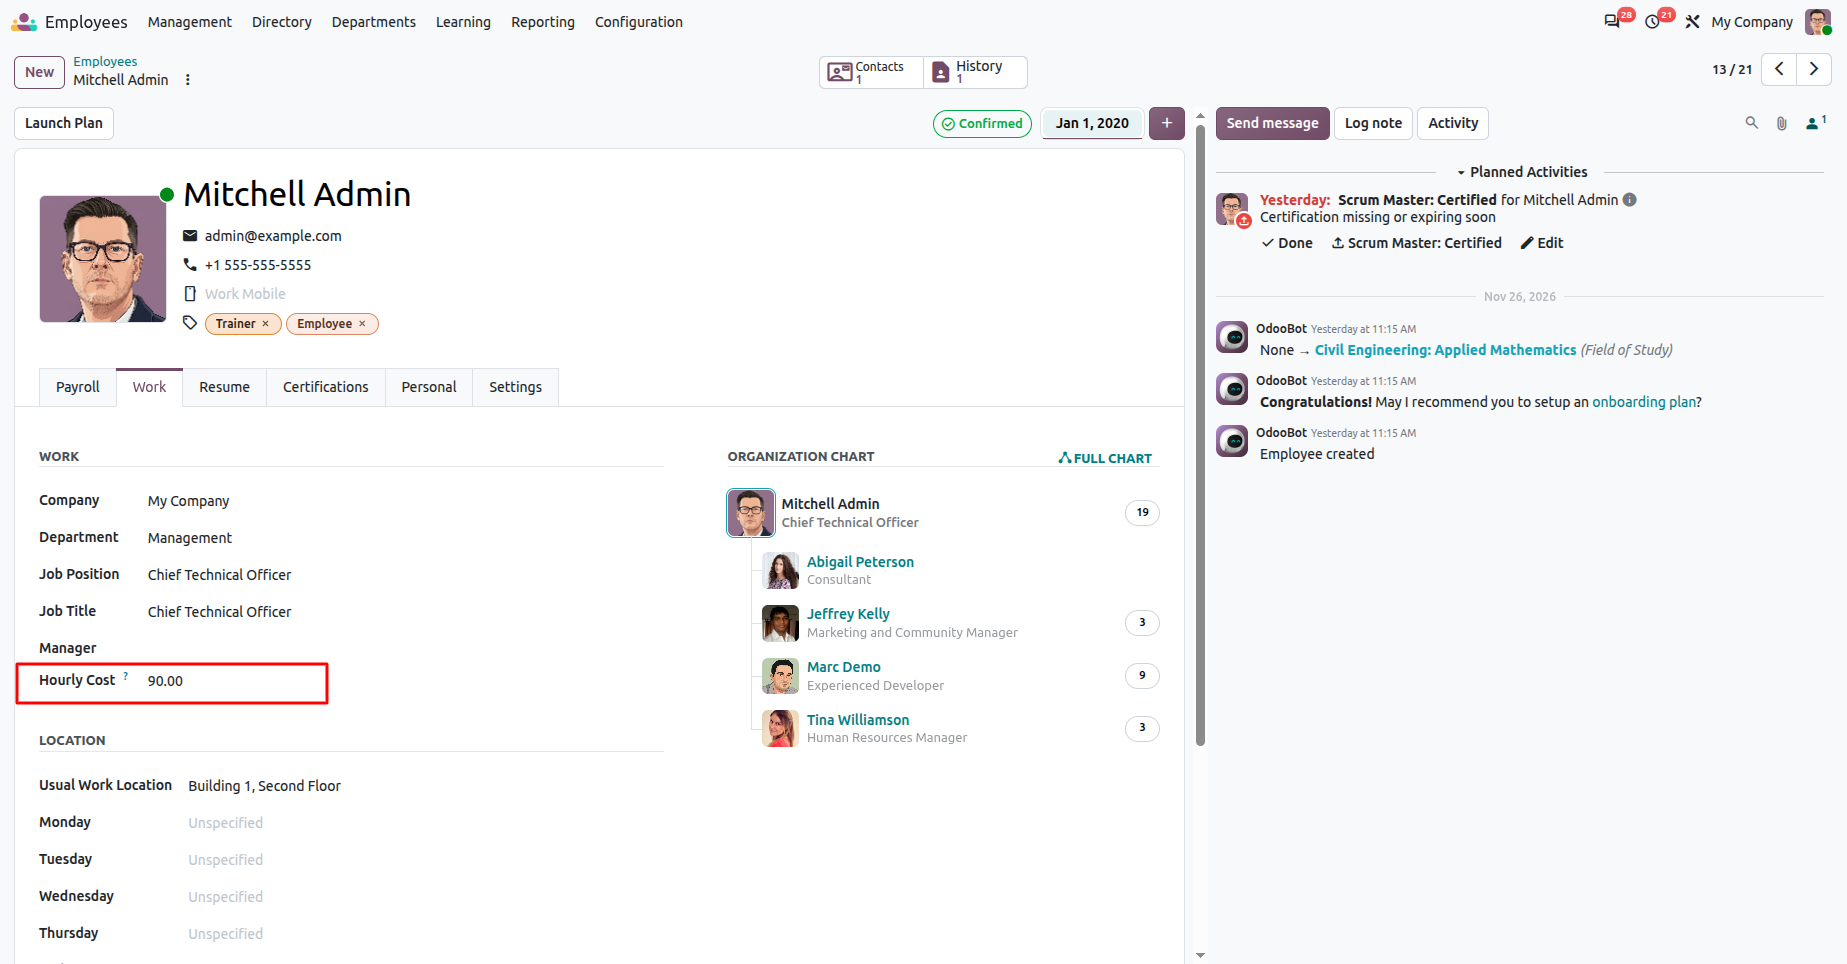 Employees Management Directory Departments Learning Reporting Configuration 28 21 My Company
New Employees
Mitchell Admin
Contacts 1 History 1
13 / 21
Launch Plan
Confirmed Jan 1, 2020 +
Mitchell Admin
admin@example.com
+1 555-555-5555
Work Mobile
Trainer × Employee ×
Payroll Work Resume Certifications Personal Settings
WORK
Company My Company
Department Management
Job Position Chief Technical Officer
Job Title Chief Technical Officer
Manager
Hourly Cost ? 90.00
LOCATION
Usual Work Location Building 1, Second Floor
Monday Unspecified
Tuesday Unspecified
Wednesday Unspecified
Thursday Unspecified
ORGANIZATION CHART FULL CHART
Mitchell Admin
Chief Technical Officer
19
Abigail Peterson
Consultant
Jeffrey Kelly
Marketing and Community Manager
3
Marc Demo
Experienced Developer
9
Tina Williamson
Human Resources Manager
3
Send message Log note Activity 1
Planned Activities
Yesterday: Scrum Master: Certified for Mitchell Admin
Certification missing or expiring soon
Done Scrum Master: Certified Edit
Nov 26, 2026
OdooBot Yesterday at 11:15 AM
None → Civil Engineering: Applied Mathematics (Field of Study)
OdooBot Yesterday at 11:15 AM
Congratulations! May I recommend you to setup an onboarding plan?
OdooBot Yesterday at 11:15 AM
Employee created